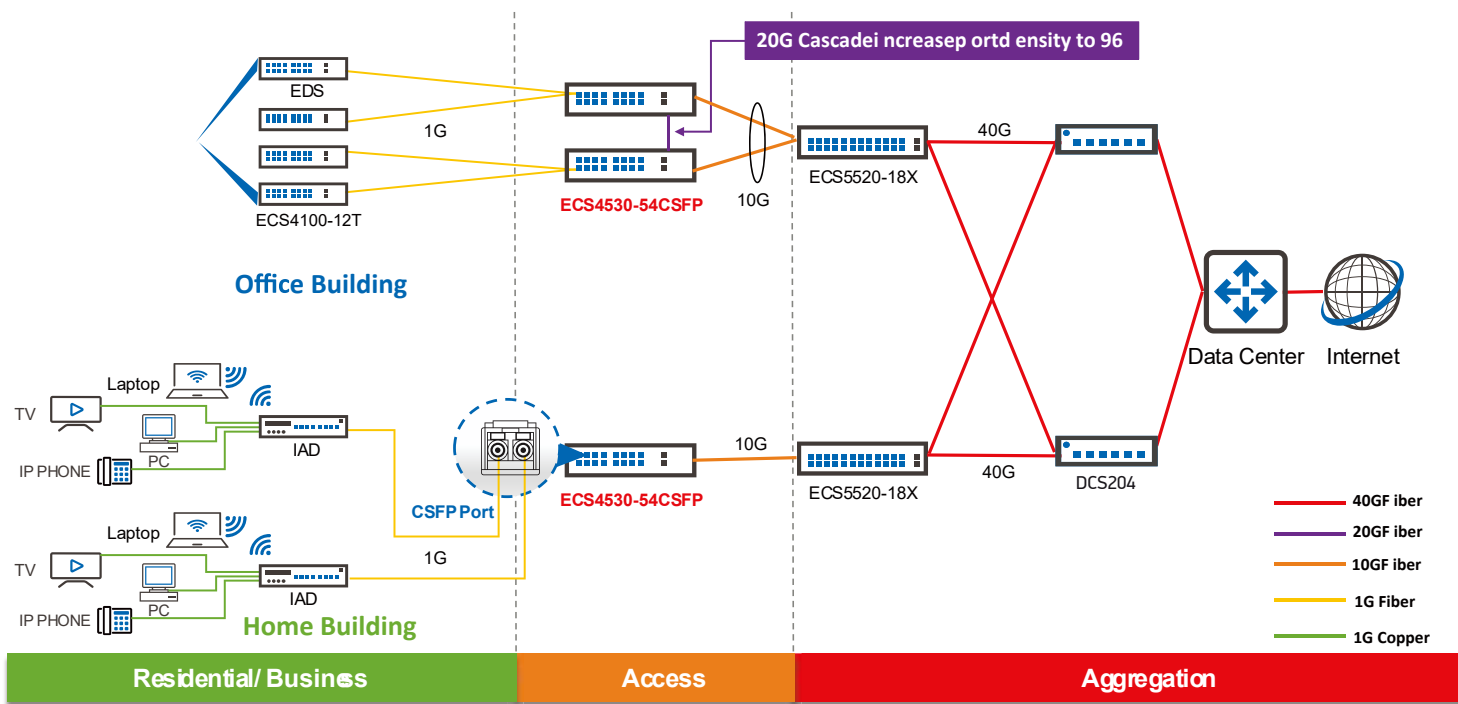 20G Cascadei ncreasep ortd ensity to 96
EDS
1G
ECS4100-12T
ECS4530-54CSFP
10G
ECS5520-18X
40G
Office Building
Data Center
Internet
Laptop
TV
PC
IP PHONE
IAD
CSFP Port
ECS4530-54CSFP
10G
ECS5520-18X
40G
DCS204
Laptop
TV
PC
IP PHONE
IAD
1G
Home Building
40GF iber
20GF iber
10GF iber
1G Fiber
1G Copper
Residential/ Business
Access
Aggregation